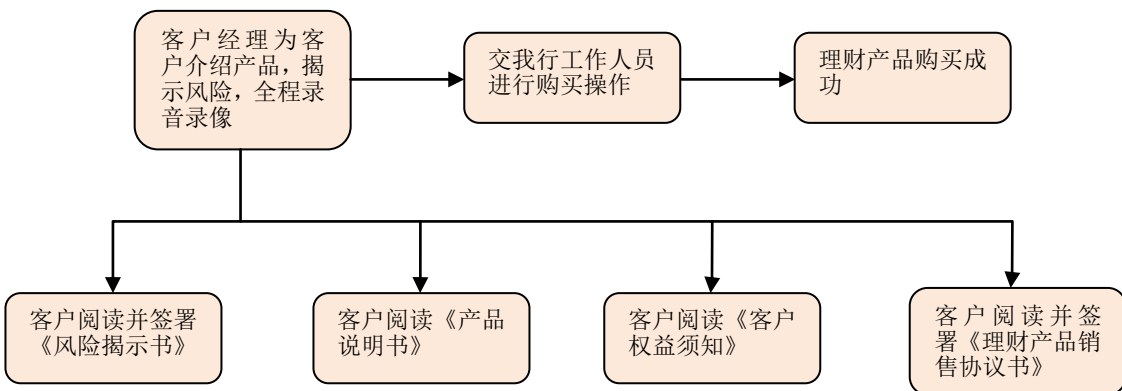 客户经理为客
户介绍产品，揭
示风险，全程录
音录像
交我行工作人员
进行购买操作
理财产品购买成
功
客户阅读并签署
《风险揭示书》
客户阅读《产品
说明书》
客户阅读《客户
权益须知》
客户阅读并签
署《理财产品销
售协议书》